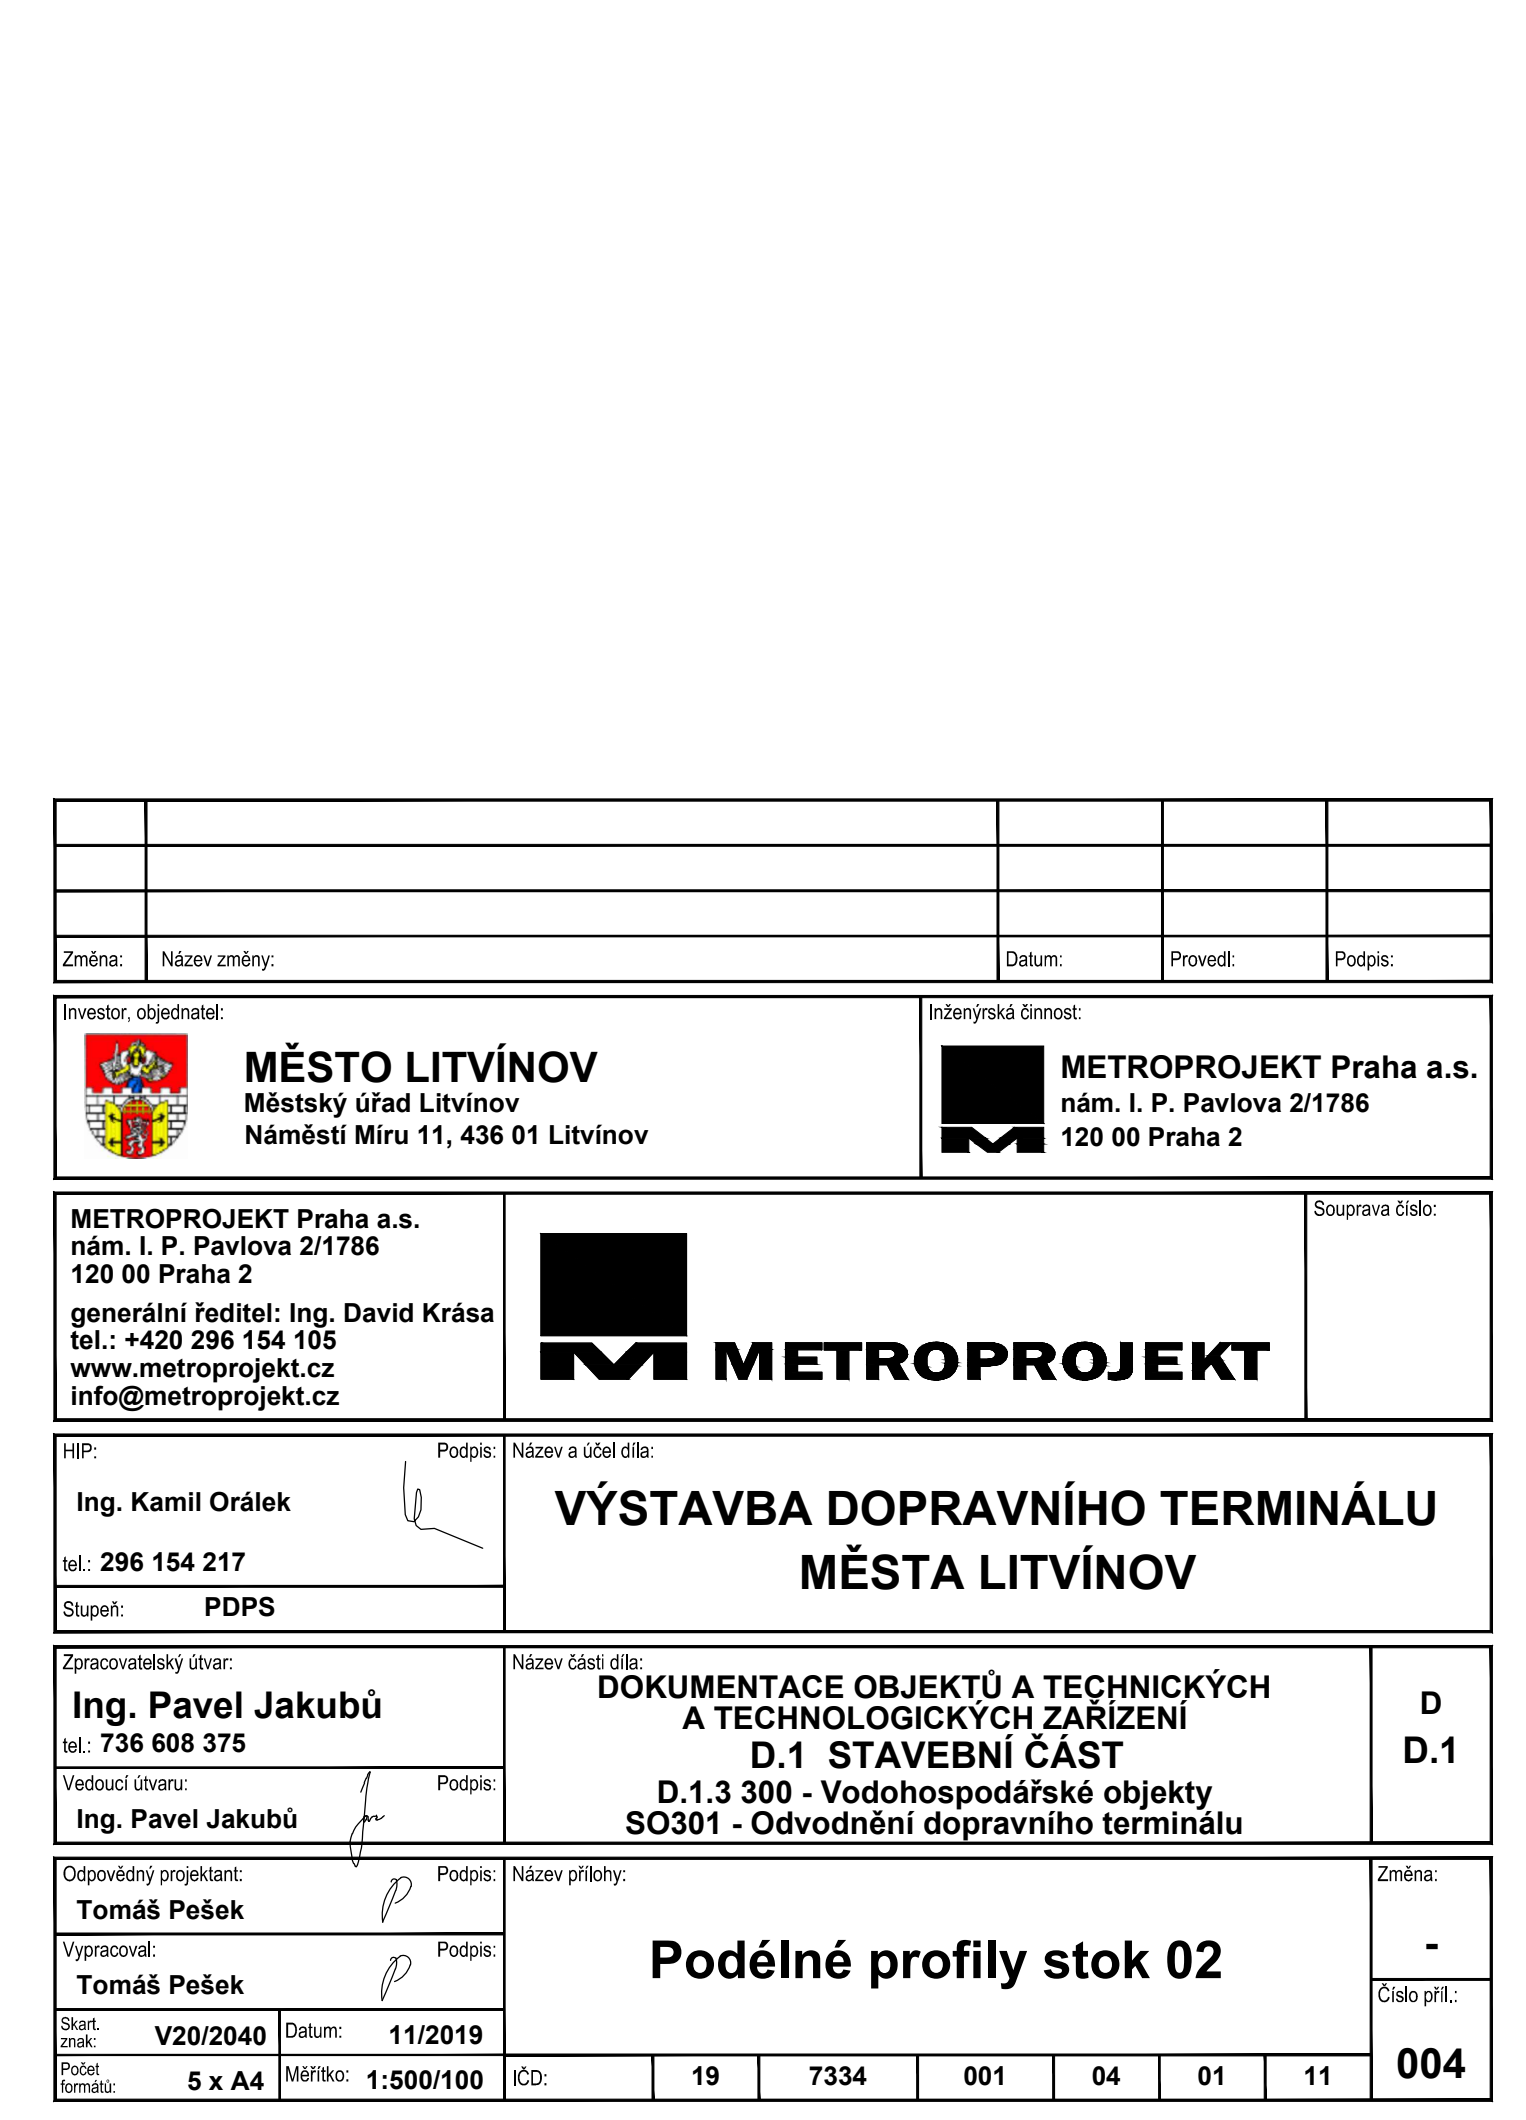 Změna: Název změny: Datum: Provedl: Podpis:
Investor, objednatel:
MĚSTO LITVÍNOV
Městský úřad Litvínov
Náměstí Míru 11, 436 01 Litvínov
Inženýrská činnost:
METROPROJEKT Praha a.s.
nám. I. P. Pavlova 2/1786
120 00 Praha 2
METROPROJEKT Praha a.s.
nám. I. P. Pavlova 2/1786
120 00 Praha 2
generální ředitel: Ing. David Krása
tel.: +420 296 154 105
www.metroprojekt.cz
info@metroprojekt.cz
METROPROJEKT
Souprava číslo:
HIP: Podpis:
Ing. Kamil Orálek
tel.: 296 154 217
Stupeň: PDPS
Název a účel díla:
VÝSTAVBA DOPRAVNÍHO TERMINÁLU
MĚSTA LITVÍNOV
Zpracovatelský útvar:
Ing. Pavel Jakubů
tel.: 736 608 375
Vedoucí útvaru: Podpis:
Ing. Pavel Jakubů
Název části díla:
DOKUMENTACE OBJEKTŮ A TECHNICKÝCH
A TECHNOLOGICKÝCH ZAŘÍZENÍ
D.1 STAVEBNÍ ČÁST
D.1.3 300 - Vodohospodářské objekty
SO301 - Odvodnění dopravního terminálu
D
D.1
Odpovědný projektant: Podpis:
Tomáš Pešek
Vypracoval: Podpis:
Tomáš Pešek
Skart.
znak: V20/2040
Datum: 11/2019
Počet
formátů: 5 x A4
Měřítko: 1:500/100
Název přílohy:
Podélné profily stok 02
IČD: 19 7334 001 04 01 11
Změna:
-
Číslo příl.:
004